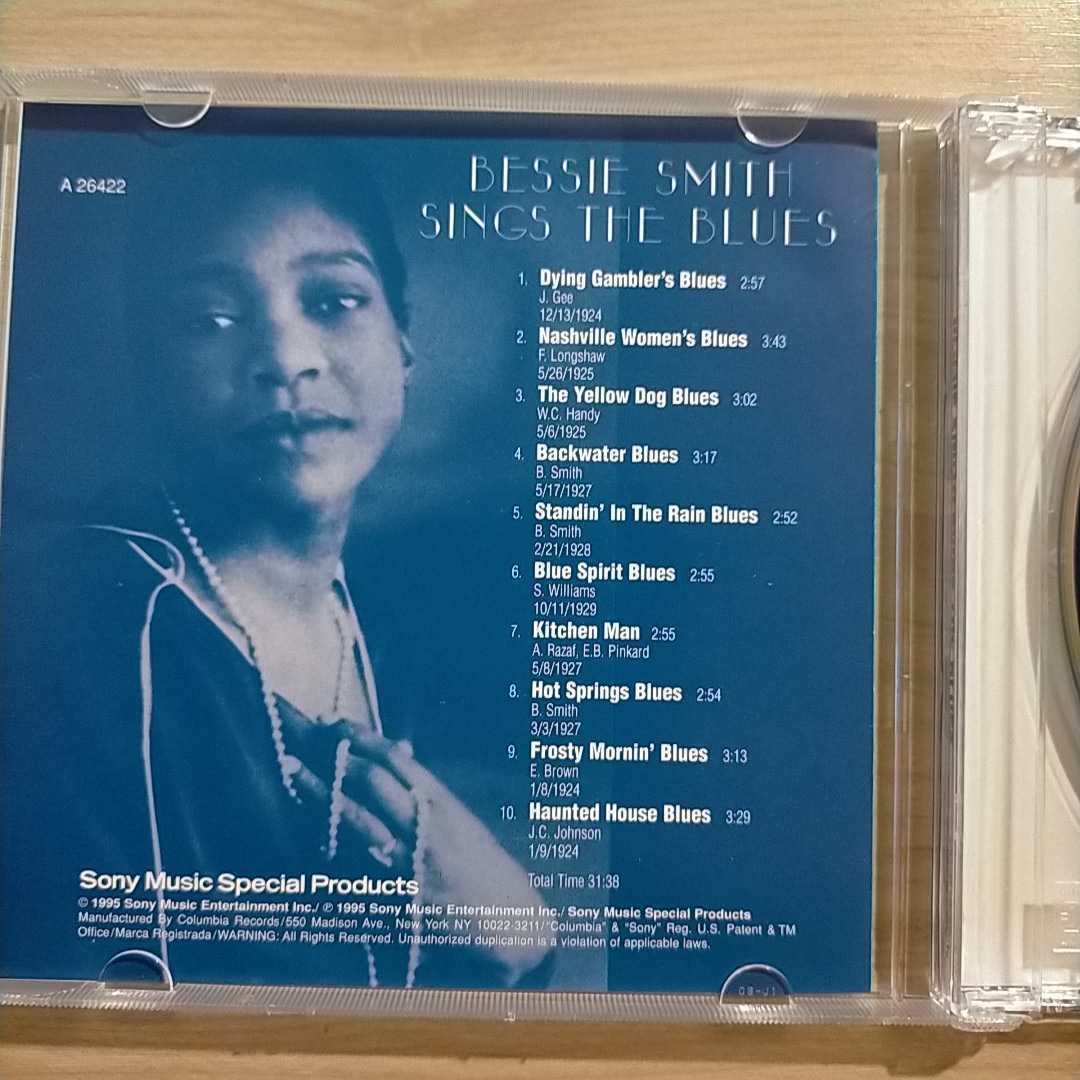 A 26422
BESSIE SMITH
SINGS THE BLUES
1. Dying Gambler's Blues 2:57
J. Gee
12/13/1924
2. Nashville Women's Blues 3:43
F. Longshaw
5/26/1925
3. The Yellow Dog Blues 3:02
W.C. Handy
5/6/1925
4. Backwater Blues 3:17
B. Smith
5/17/1927
5. Standin' In The Rain Blues 2:52
B. Smith
2/21/1928
6. Blue Spirit Blues 2:55
S. Williams
10/11/1929
7. Kitchen Man 2:55
A. Razaf, E.B. Pinkard
5/8/1927
8. Hot Springs Blues 2:54
B. Smith
3/3/1927
9. Frosty Mornin' Blues 3:13
E. Brown
1/8/1924
10. Haunted House Blues 3:29
J.C. Johnson
1/9/1924
Total Time 31:38
Sony Music Special Products
© 1995 Sony Music Entertainment Inc./ ℗ 1995 Sony Music Entertainment Inc./ Sony Music Special Products
Manufactured By Columbia Records/550 Madison Ave., New York NY 10022-3211/"Columbia" & "Sony" Reg. U.S. Patent & TM
Office/Marca Registrada/WARNING: All Rights Reserved. Unauthorized duplication is a violation of applicable laws.